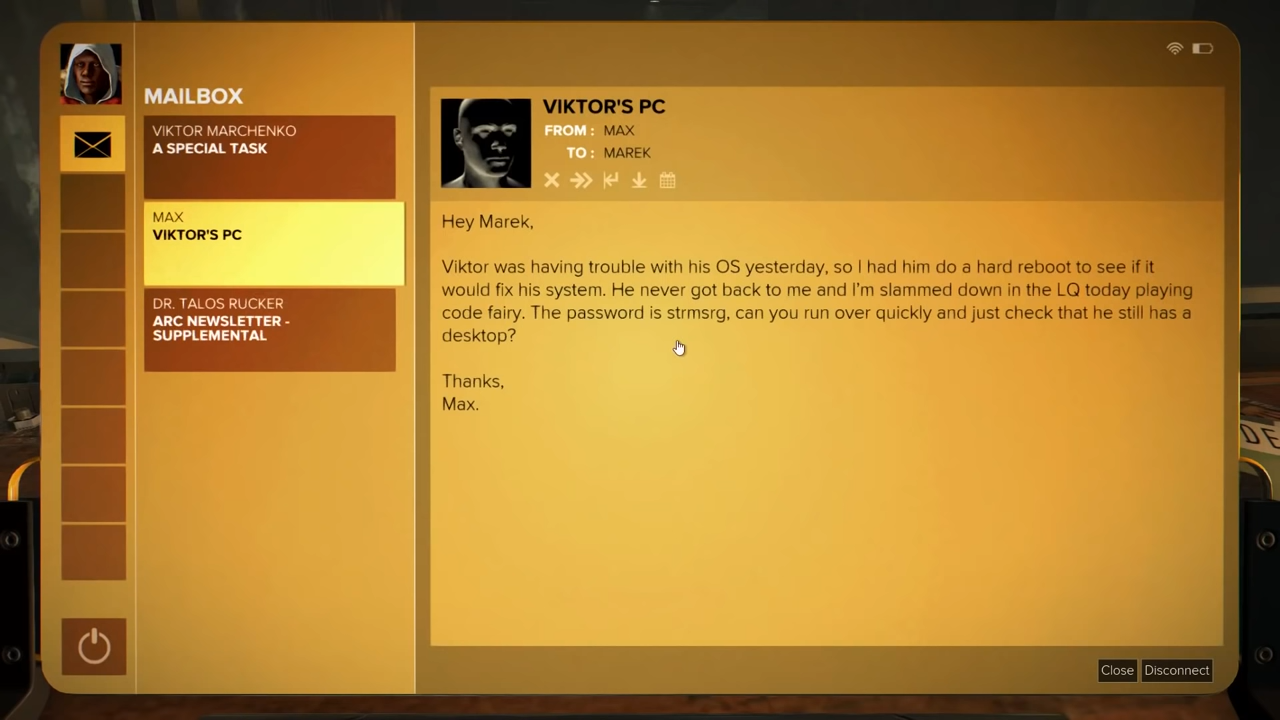 MAILBOX
VIKTOR MARCHENKO
A SPECIAL TASK
MAX
VIKTOR'S PC
DR. TALOS RUCKER
ARC NEWSLETTER -
SUPPLEMENTAL
VIKTOR'S PC
FROM : MAX
TO : MAREK
Hey Marek,
Viktor was having trouble with his OS yesterday, so I had him do a hard reboot to see if it
would fix his system. He never got back to me and I'm slammed down in the LQ today playing
code fairy. The password is strmsrg, can you run over quickly and just check that he still has a
desktop?
Thanks,
Max.
Close Disconnect